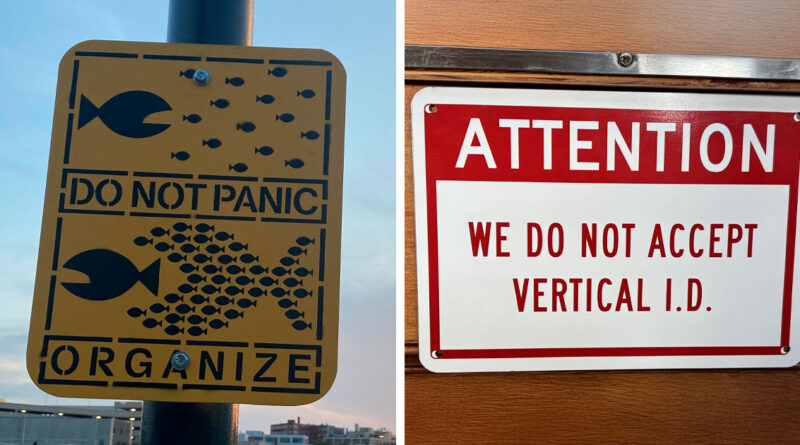 DO NOT PANIC
ORGANIZE
ATTENTION
WE DO NOT ACCEPT
VERTICAL I.D.